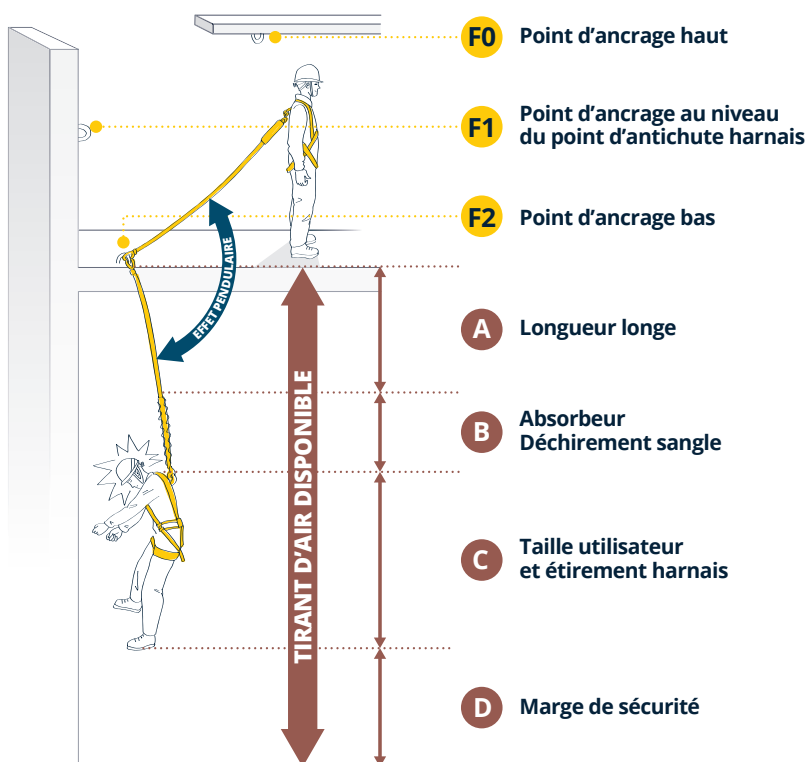 F0 Point d'ancrage haut
F1 Point d'ancrage au niveau
du point d'antichute harnais
F2 Point d'ancrage bas
EFFET PENDULAIRE
TIRANT D'AIR DISPONIBLE
A Longueur longe
B Absorbeur
Déchirement sangle
C Taille utilisateur
et étirement harnais
D Marge de sécurité